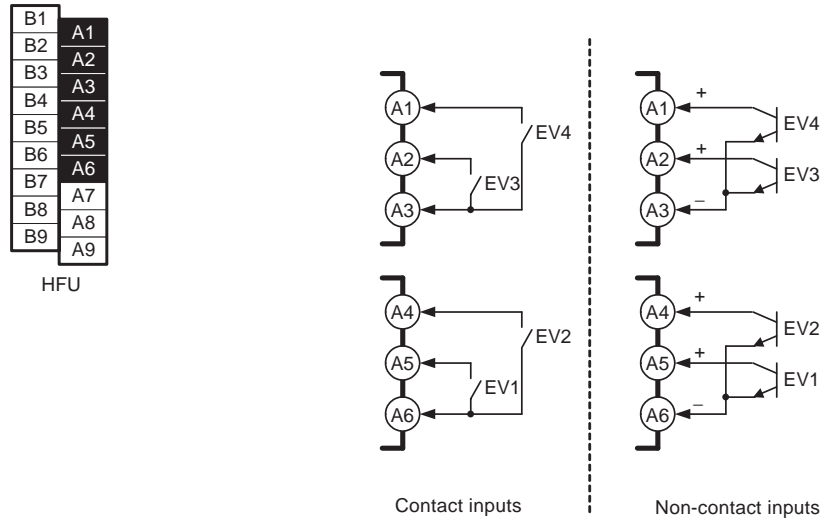 B1
B2
B3
B4
B5
B6
B7
B8
B9
A1
A2
A3
A4
A5
A6
A7
A8
A9
HFU
A1
EV4
A2
EV3
A3
A4
EV2
A5
EV1
A6
Contact inputs
A1
+
EV4
A2
+
EV3
A3
–
A4
+
EV2
A5
+
EV1
A6
–
Non-contact inputs